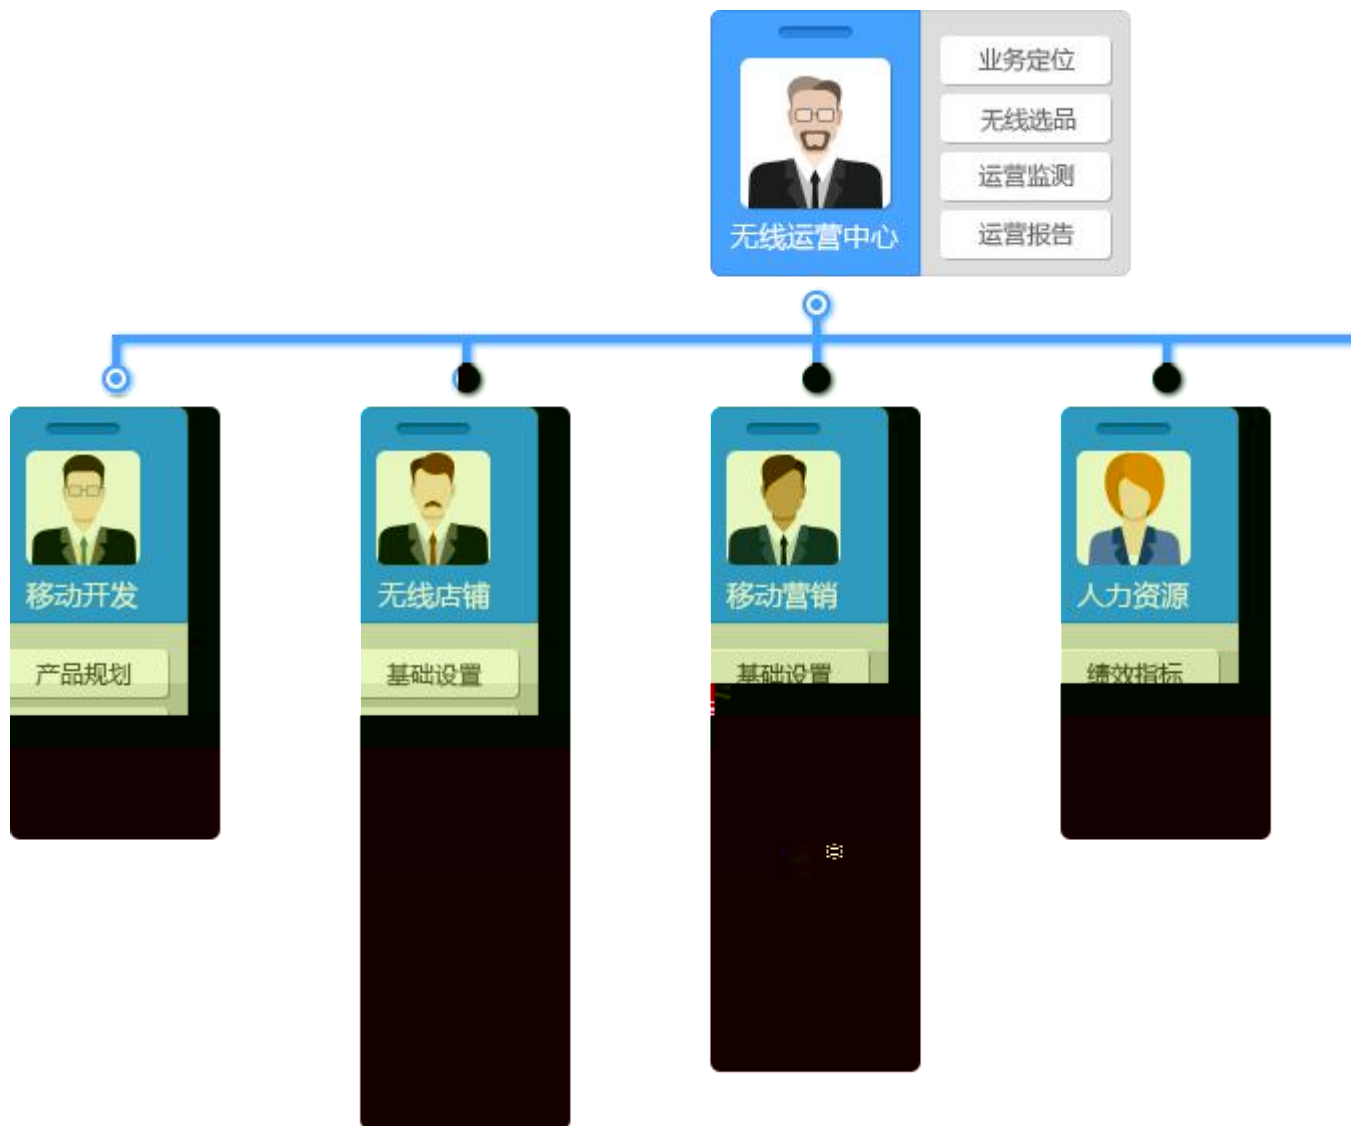 业务定位
无线选品
运营监测
运营报告
无线运营中心
移动开发
无线店铺
移动营销
人力资源
产品规划
基础设置
基础设置
绩效指标